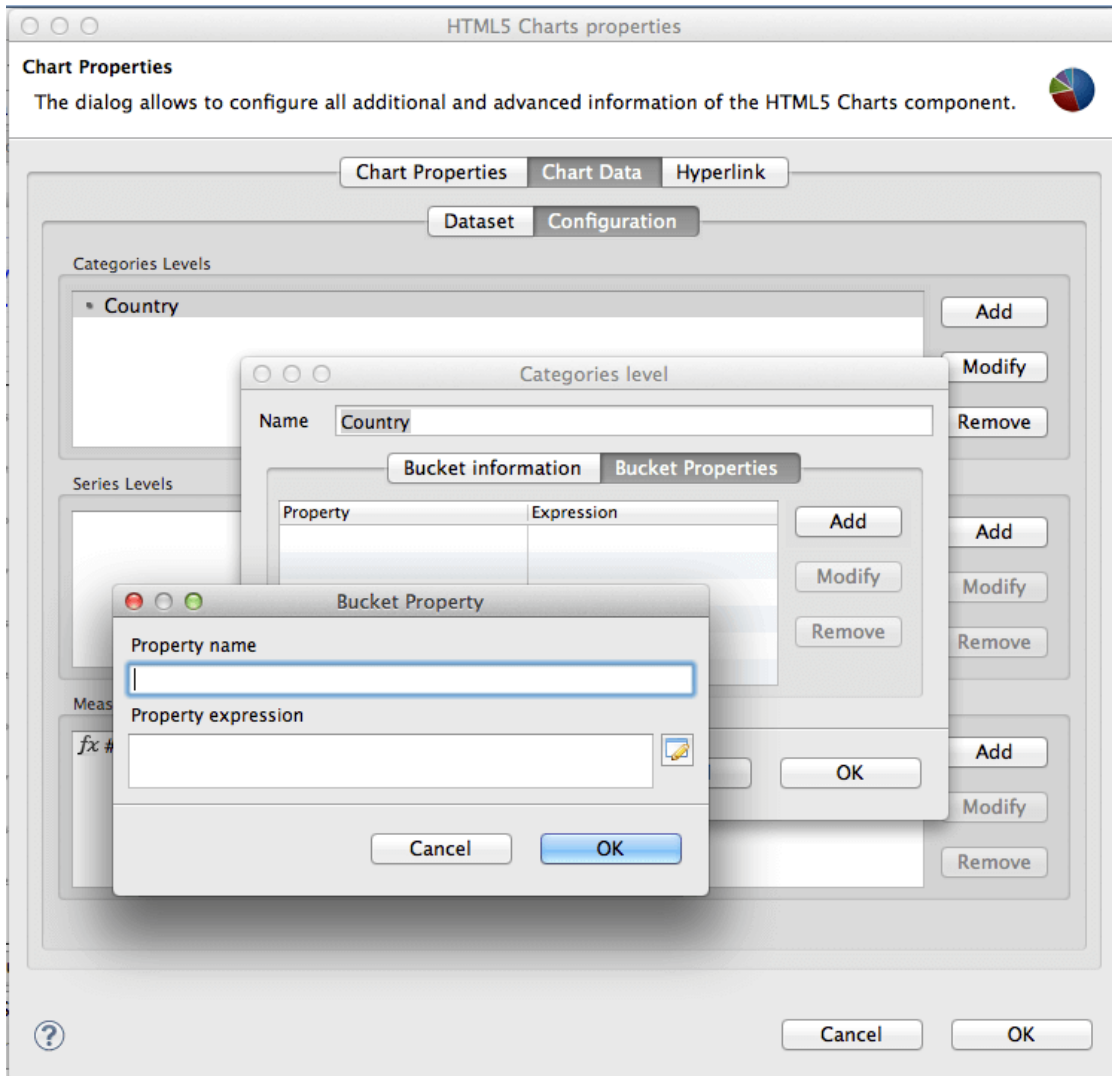 HTML5 Charts properties
Chart Properties
The dialog allows to configure all additional and advanced information of the HTML5 Charts component.
Chart Properties Chart Data Hyperlink
Dataset Configuration
Categories Levels
Country
Add
Modify
Remove
Categories level
Name Country
Bucket information Bucket Properties
Property Expression
Add
Modify
Remove
OK
Series Levels
Add
Modify
Remove
Bucket Property
Property name
Property expression
Cancel OK
fx #
Add
Modify
Remove
? Cancel OK